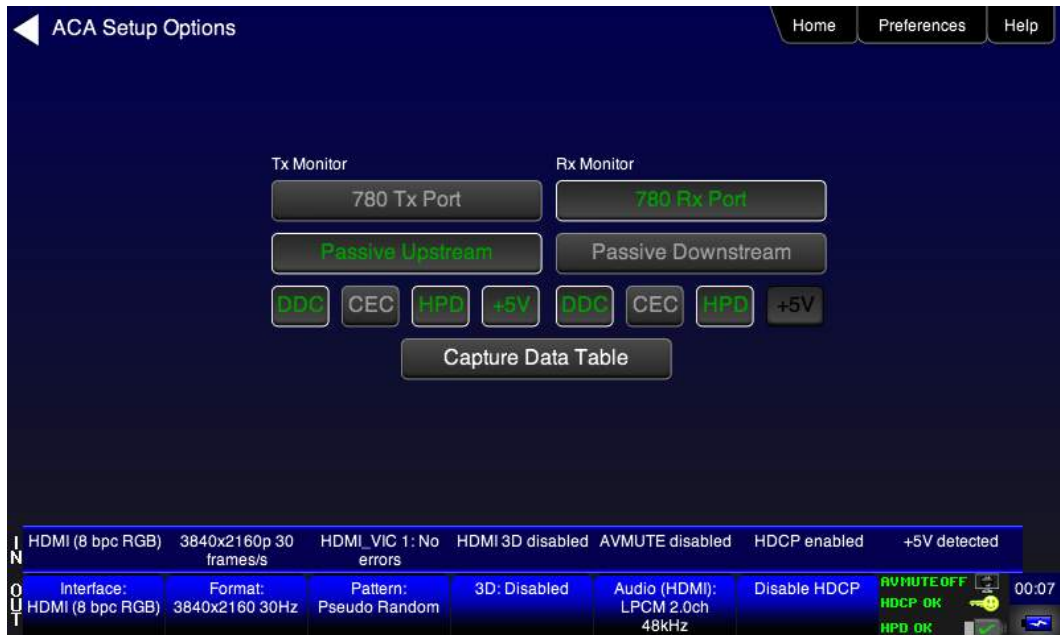 ACA Setup Options
Home Preferences Help
Tx Monitor Rx Monitor
780 Tx Port 780 Rx Port
Passive Upstream Passive Downstream
DDC CEC HPD +5V DDC CEC HPD +5V
Capture Data Table
IN
HDMI (8 bpc RGB) 3840x2160p 30 HDMI_VIC 1: No HDMI 3D disabled AVMUTE disabled HDCP enabled +5V detected
frames/s errors
OUT
Interface: Format: Pattern: 3D: Disabled Audio (HDMI): Disable HDCP AVMUTEOFF 00:07
HDMI (8 bpc RGB) 3840x2160 30Hz Pseudo Random LPCM 2.0ch HDCP OK
48kHz HPD OK